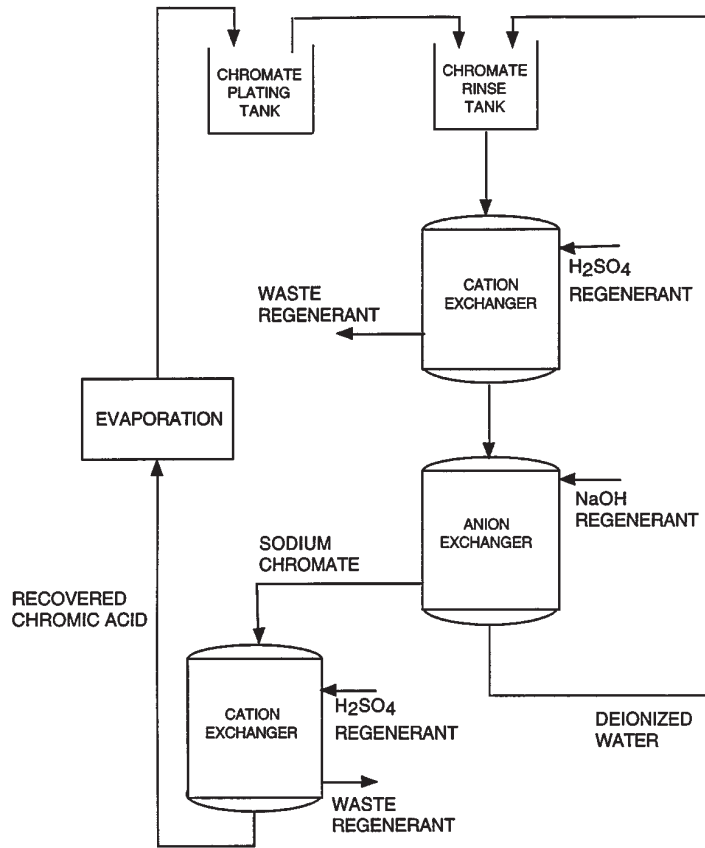 CHROMATE
PLATING
TANK
CHROMATE
RINSE
TANK
CATION
EXCHANGER
H2SO4
REGENERANT
WASTE
REGENERANT
EVAPORATION
ANION
EXCHANGER
NaOH
REGENERANT
SODIUM
CHROMATE
RECOVERED
CHROMIC ACID
CATION
EXCHANGER
H2SO4
REGENERANT
DEIONIZED
WATER
WASTE
REGENERANT